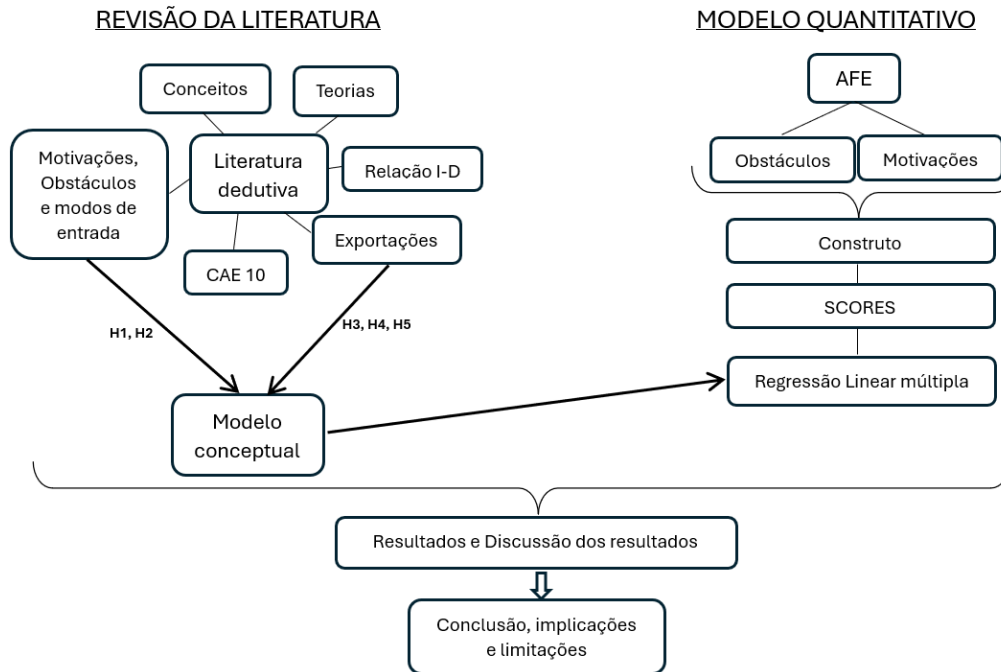 REVISÃO DA LITERATURA
Conceitos
Teorias
Motivações,
Obstáculos
e modos de
entrada
Literatura
dedutiva
Relação I-D
Exportações
CAE 10
H1, H2
H3, H4, H5
Modelo
conceptual
MODELO QUANTITATIVO
AFE
Obstáculos
Motivações
Construto
SCORES
Regressão Linear múltipla
Resultados e Discussão dos resultados
Conclusão, implicações
e limitações